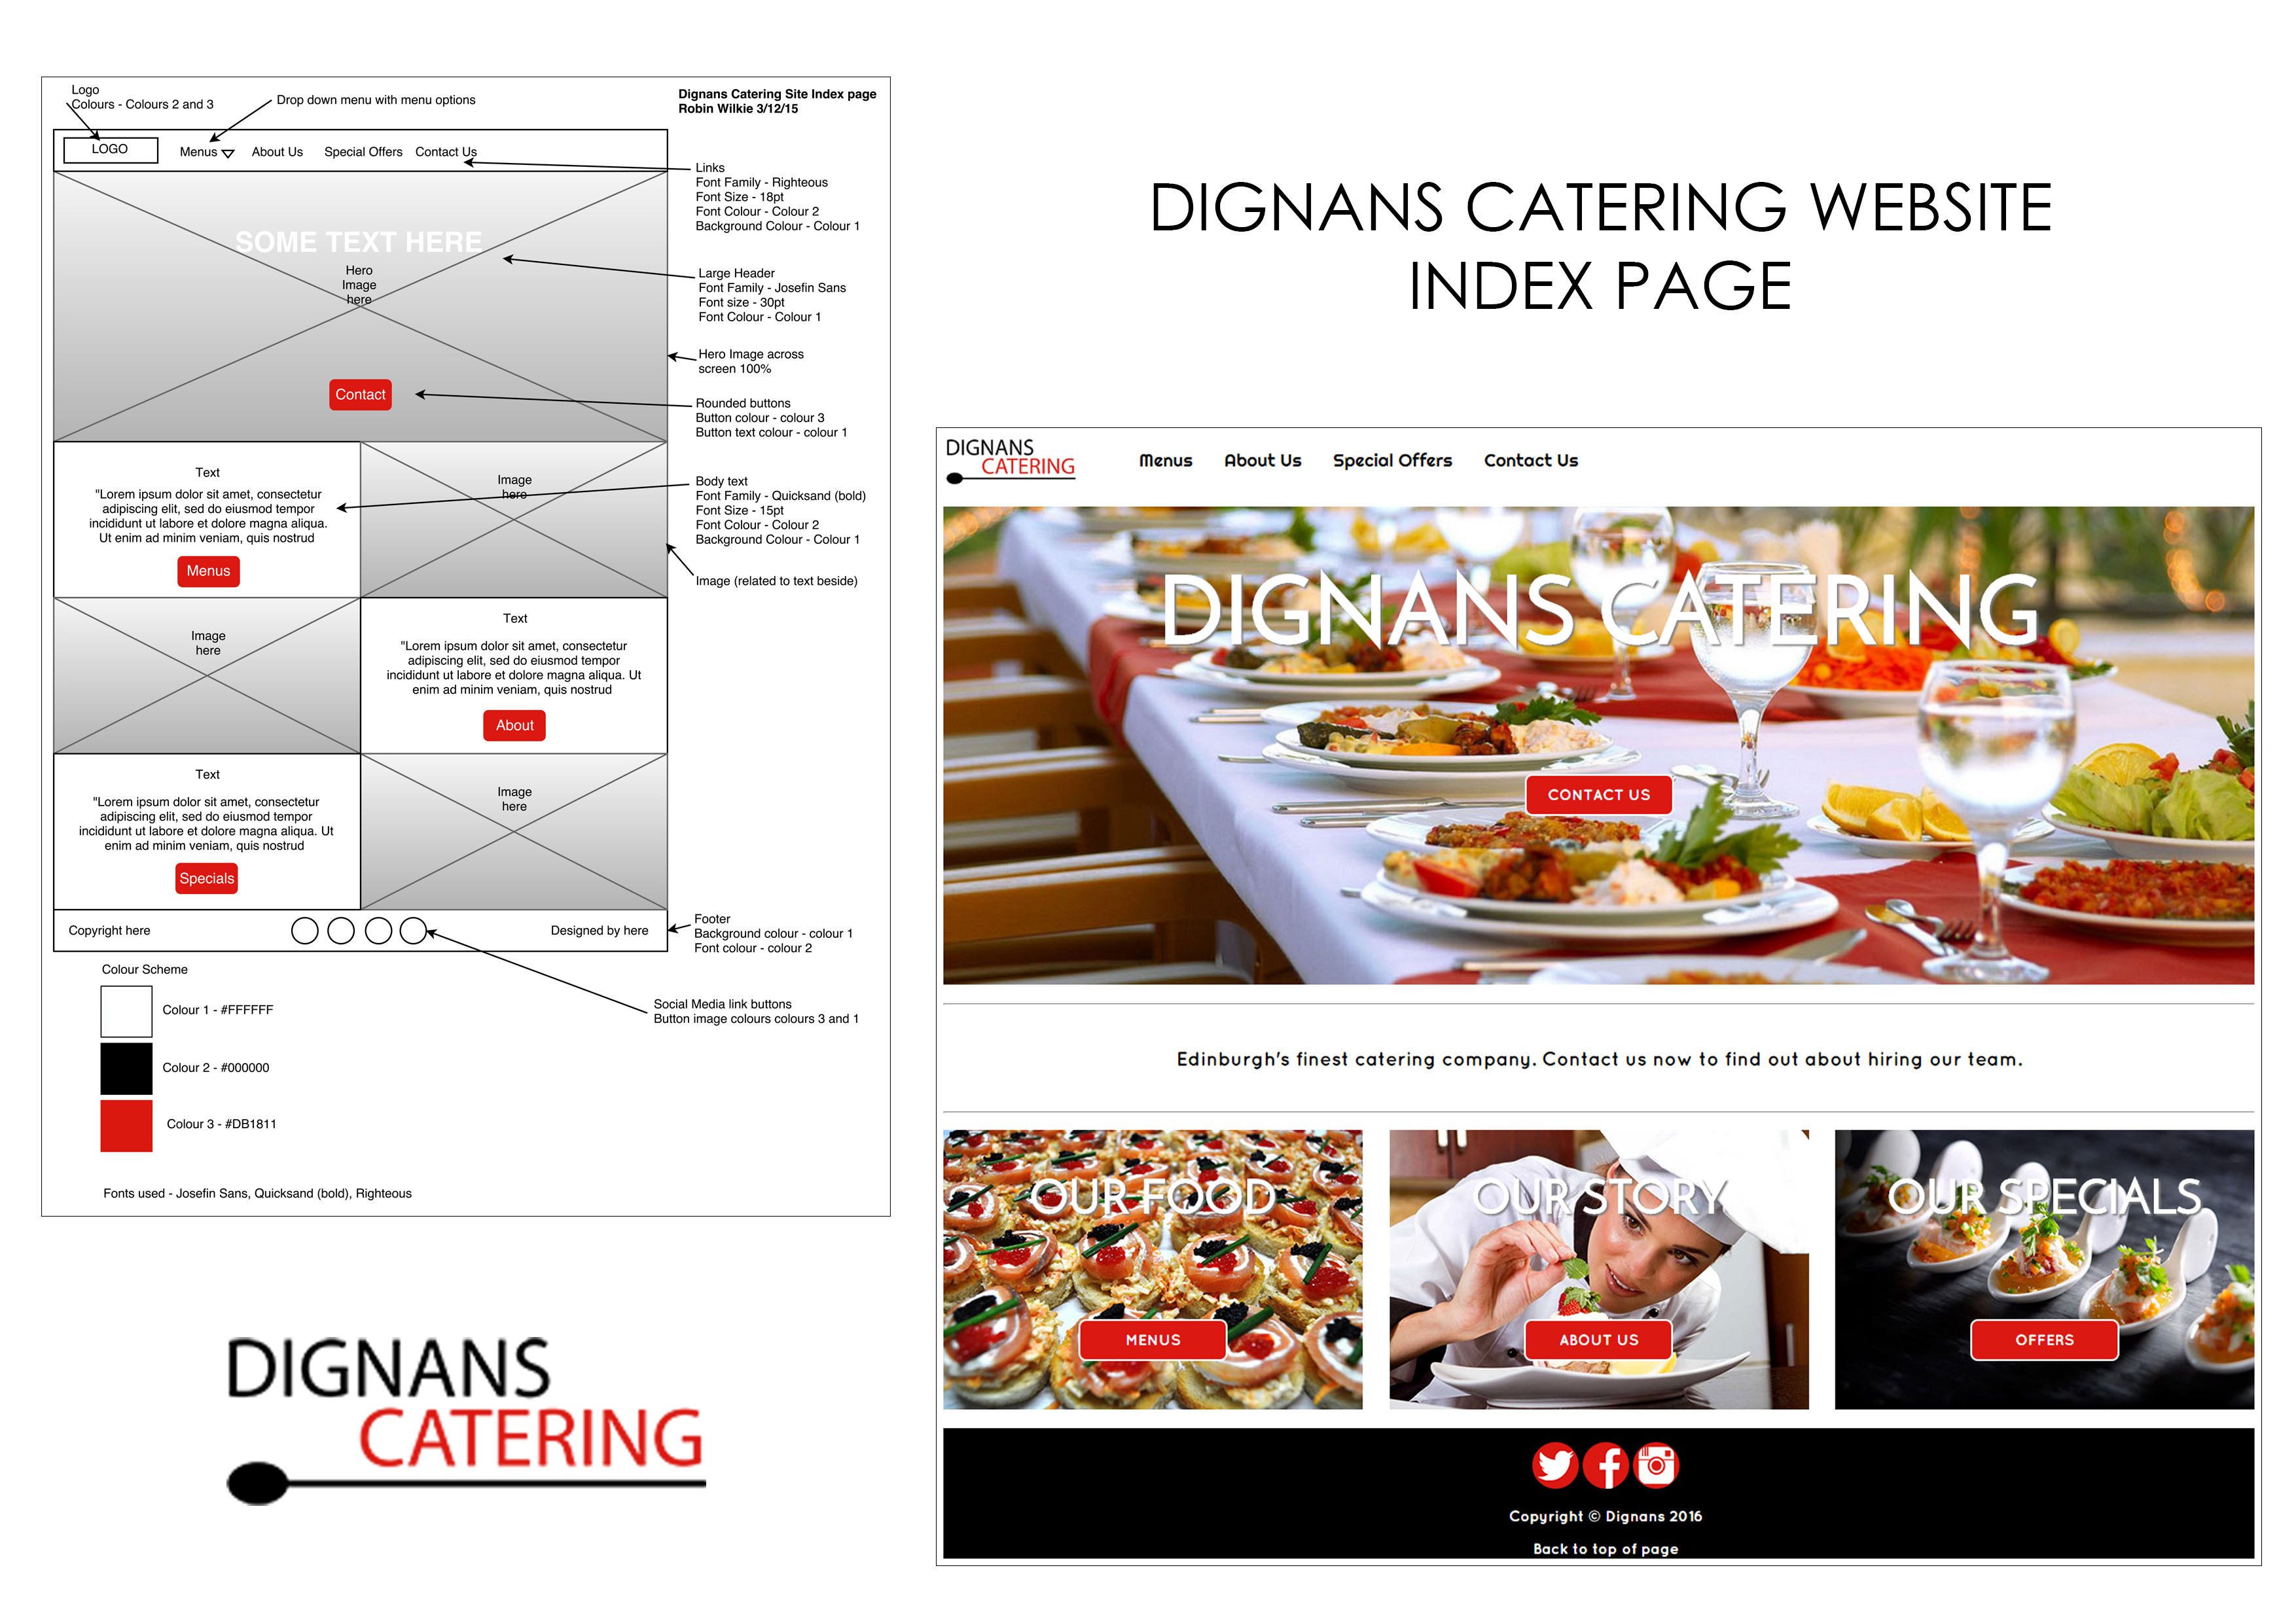 Logo
Colours - Colours 2 and 3
Drop down menu with menu options
Dignans Catering Site Index page
Robin Wilkie 3/12/15
LOGO
Menus
About Us
Special Offers
Contact Us
Links
Font Family - Righteous
Font Size - 18pt
Font Colour - Colour 2
Background Colour - Colour 1
SOME TEXT HERE
Hero
Image
here
Large Header
Font Family - Josefin Sans
Font size - 30pt
Font Colour - Colour 1
Hero Image across
screen 100%
Contact
Rounded buttons
Button colour - colour 3
Button text colour - colour 1
Text
"Lorem ipsum dolor sit amet, consectetur
adipiscing elit, sed do eiusmod tempor
incididunt ut labore et dolore magna aliqua.
Ut enim ad minim veniam, quis nostrud
Menus
Image
here
Body text
Font Family - Quicksand (bold)
Font Size - 15pt
Font Colour - Colour 2
Background Colour - Colour 1
Image (related to text beside)
Image
here
Text
"Lorem ipsum dolor sit amet, consectetur
adipiscing elit, sed do eiusmod tempor
incididunt ut labore et dolore magna aliqua. Ut
enim ad minim veniam, quis nostrud
About
Text
"Lorem ipsum dolor sit amet, consectetur
adipiscing elit, sed do eiusmod tempor
incididunt ut labore et dolore magna aliqua. Ut
enim ad minim veniam, quis nostrud
Specials
Image
here
Copyright here
Designed by here
Footer
Background colour - colour 1
Font colour - colour 2
Social Media link buttons
Button image colours colours 3 and 1
Colour Scheme
Colour 1 - #FFFFFF
Colour 2 - #000000
Colour 3 - #DB1811
Fonts used - Josefin Sans, Quicksand (bold), Righteous
DIGNANS
CATERING
DIGNANS CATERING WEBSITE
INDEX PAGE
DIGNANS
CATERING
Menus
About Us
Special Offers
Contact Us
DIGNANS CATERING
CONTACT US
Edinburgh's finest catering company. Contact us now to find out about hiring our team.
OUR FOOD
MENUS
OUR STORY
ABOUT US
OUR SPECIALS
OFFERS
Copyright © Dignans 2016
Back to top of page